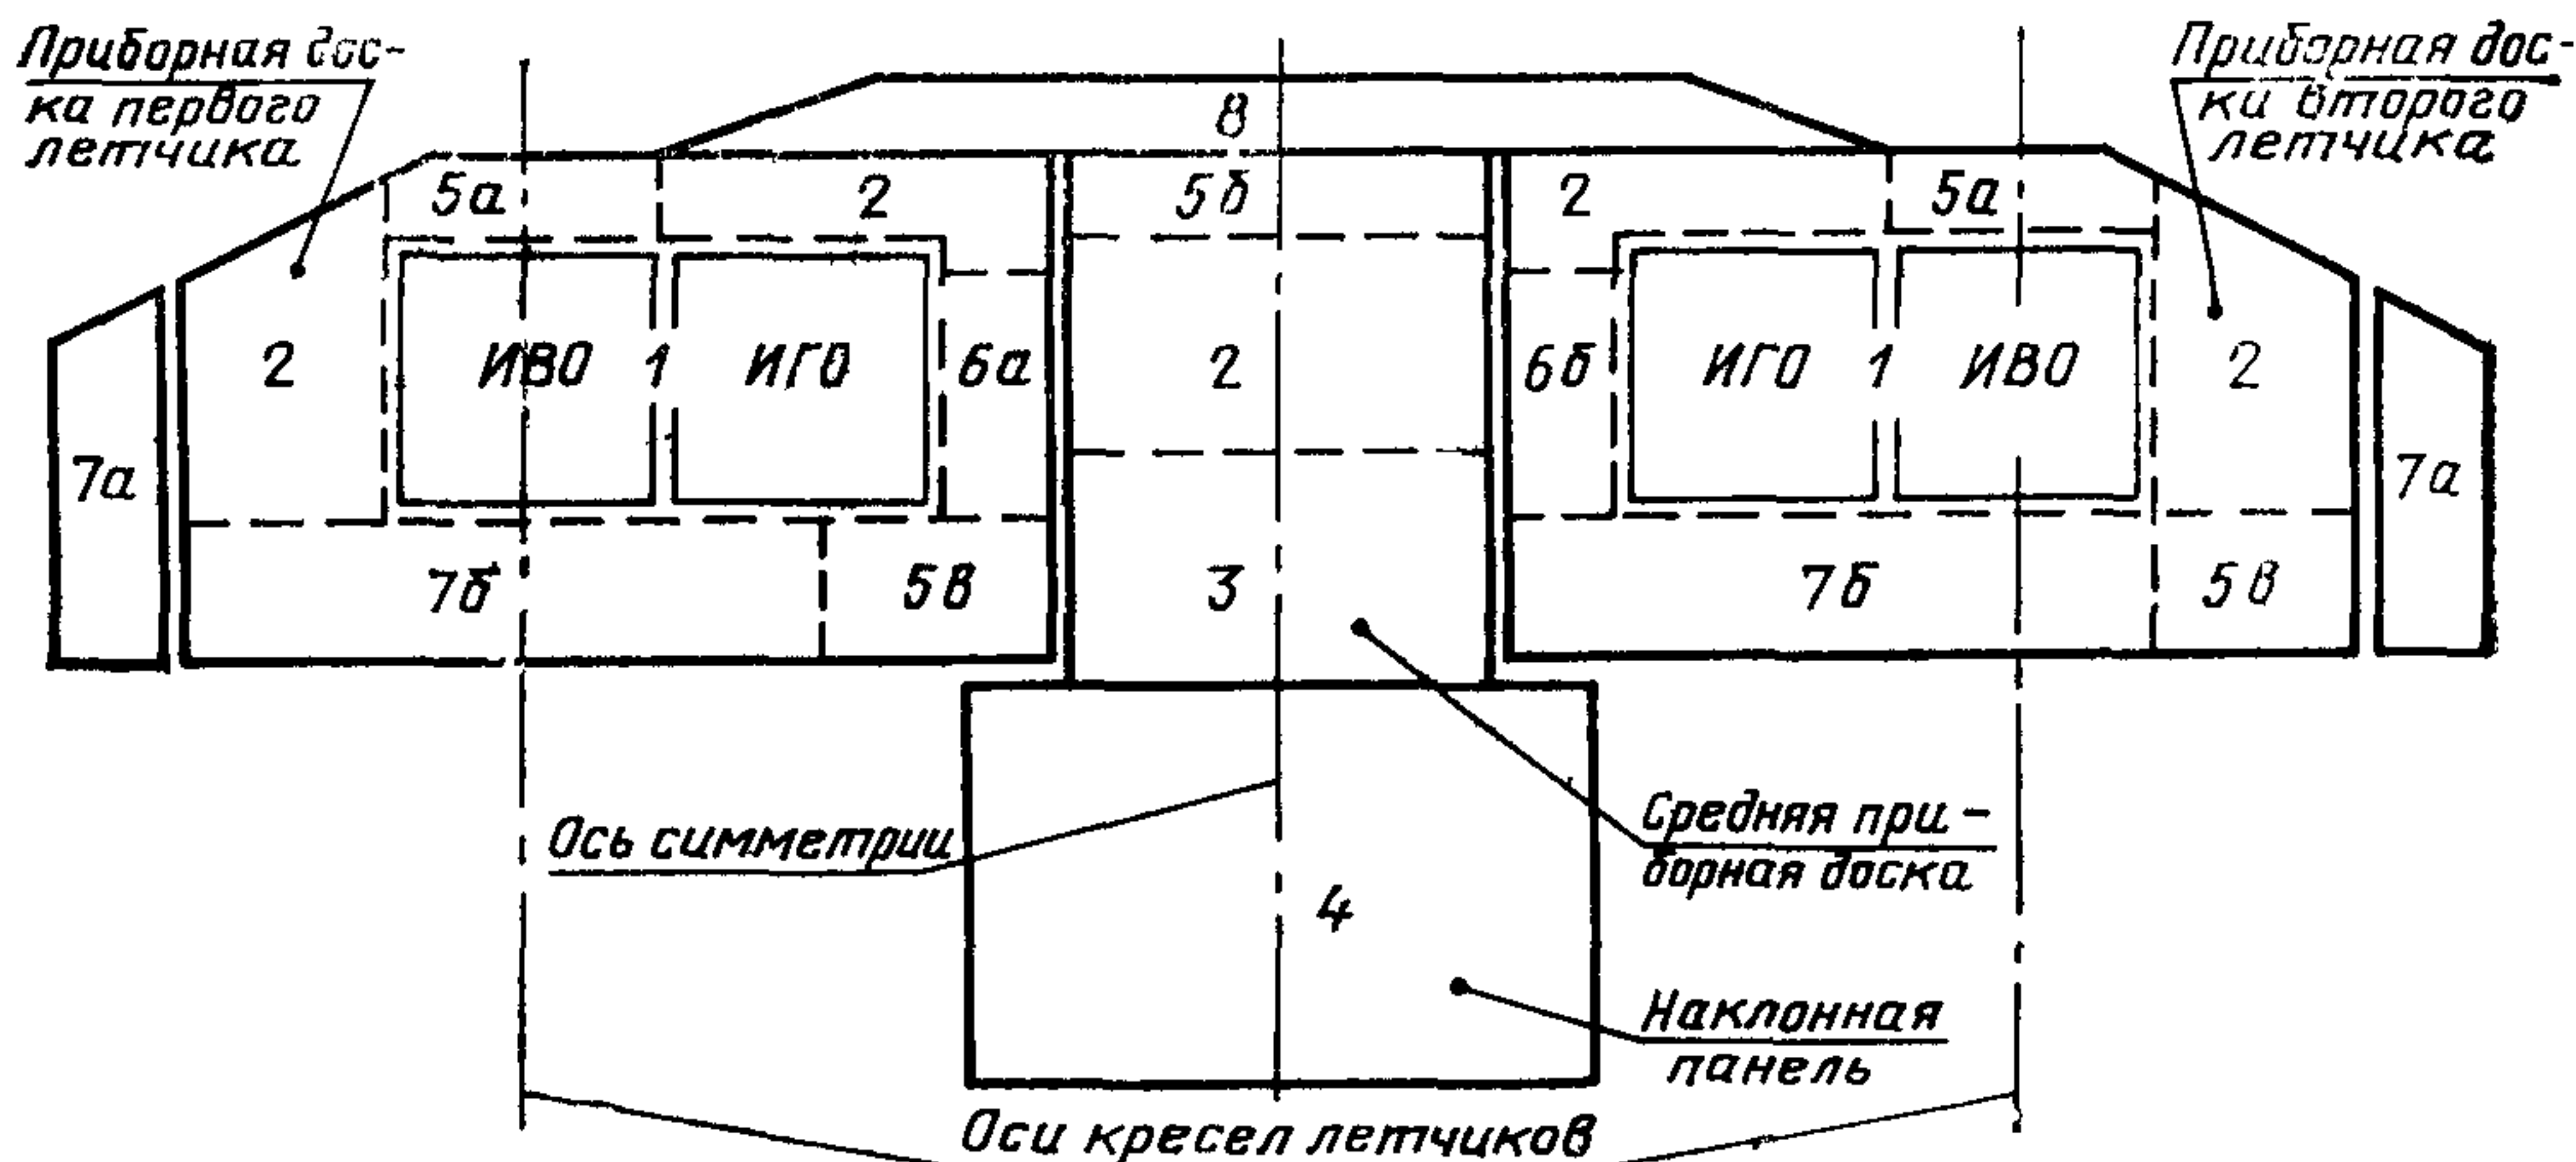 Приборная дос-
ка первого
летчика
Приборная дос-
ки второго
летчика
8
5а
2
5б
2
5а
2
ИВО
1
ИГО
6а
2
6б
ИГО
1
ИВО
2
7а
7а
7б
5в
3
7б
5в
Ось симметрии
Средняя при-
борная доска
4
Наклонная
панель
Оси кресел летчиков